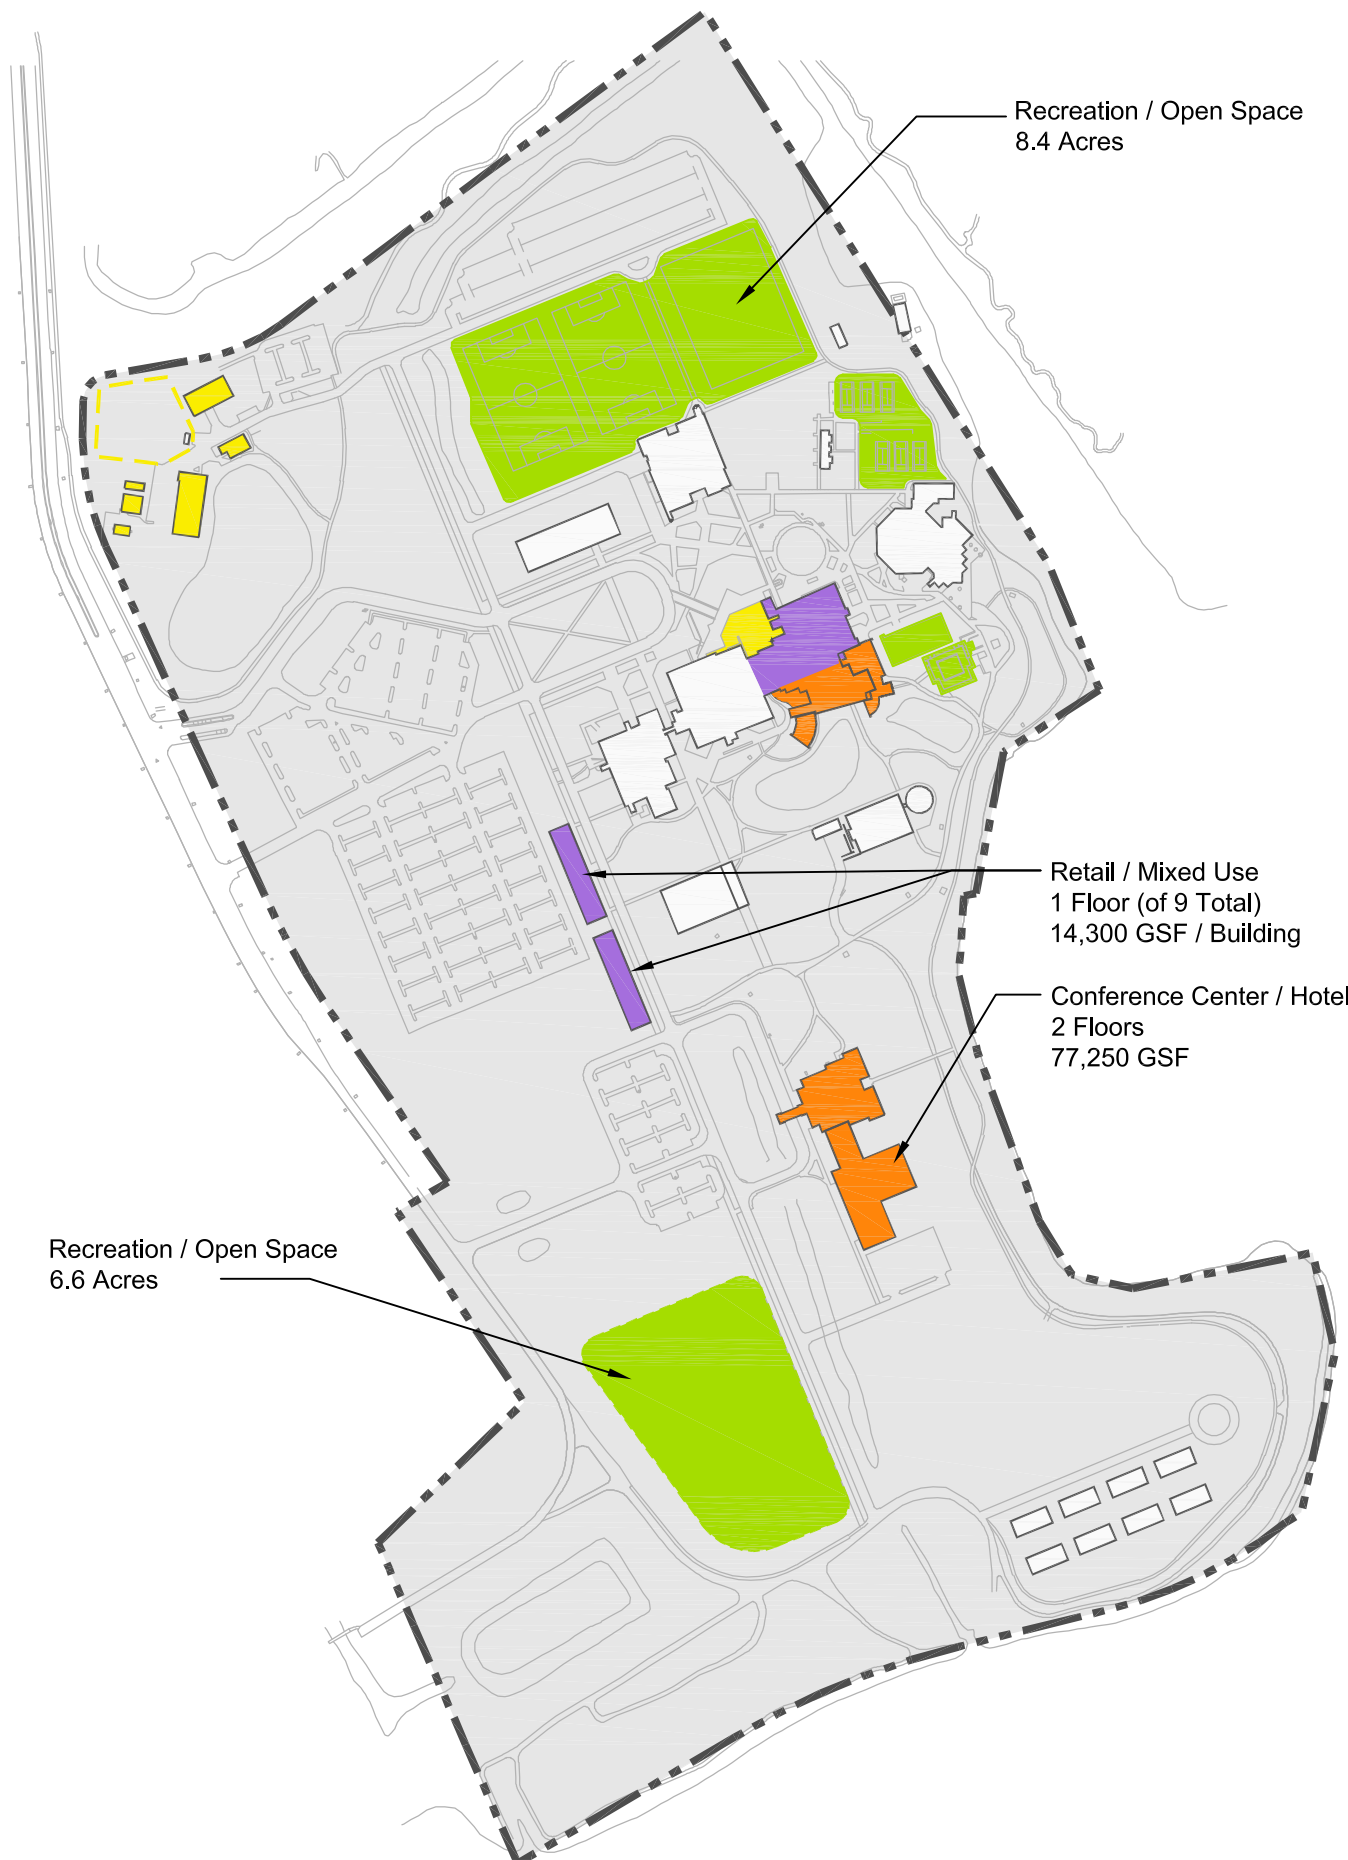 Recreation / Open Space
8.4 Acres
Retail / Mixed Use
1 Floor (of 9 Total)
14,300 GSF / Building
Conference Center / Hotel
2 Floors
77,250 GSF
Recreation / Open Space
6.6 Acres